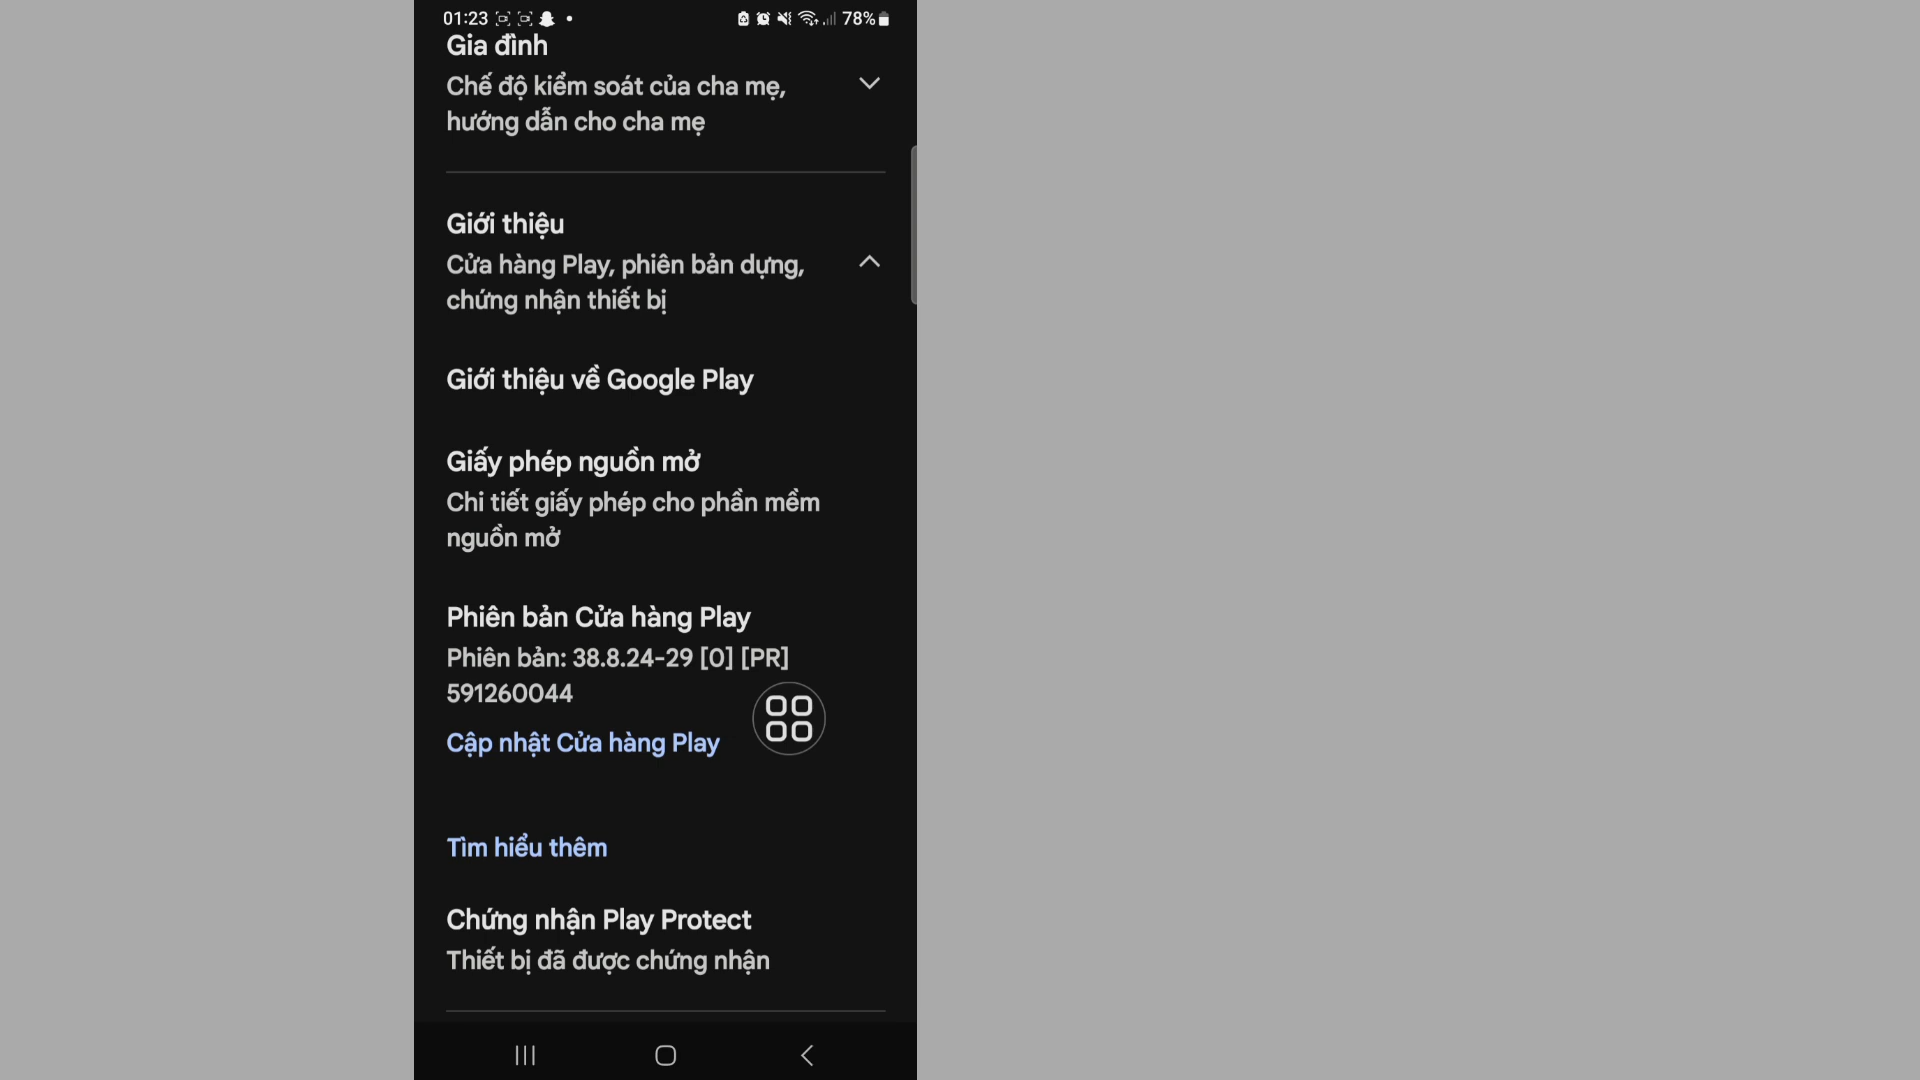 01:23
78%
Gia đình
Chế độ kiểm soát của cha mẹ,
hướng dẫn cho cha mẹ
Giới thiệu
Cửa hàng Play, phiên bản dựng,
chứng nhận thiết bị
Giới thiệu về Google Play
Giấy phép nguồn mở
Chi tiết giấy phép cho phần mềm
nguồn mở
Phiên bản Cửa hàng Play
Phiên bản: 38.8.24-29 [0] [PR]
591260044
Cập nhật Cửa hàng Play
Tìm hiểu thêm
Chứng nhận Play Protect
Thiết bị đã được chứng nhận